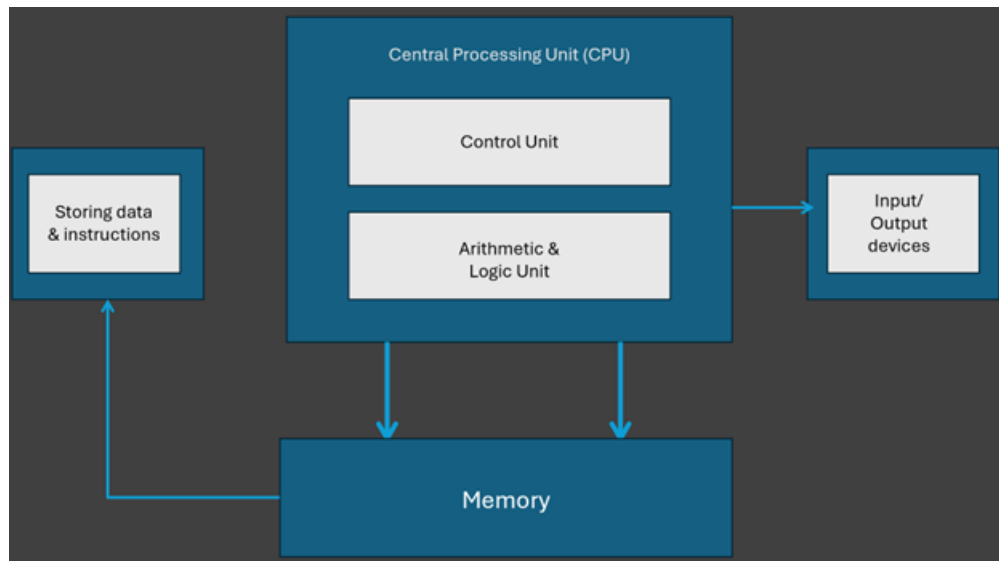 Central Processing Unit (CPU)
Control Unit
Arithmetic &
Logic Unit
Storing data
& instructions
Input/
Output
devices
Memory